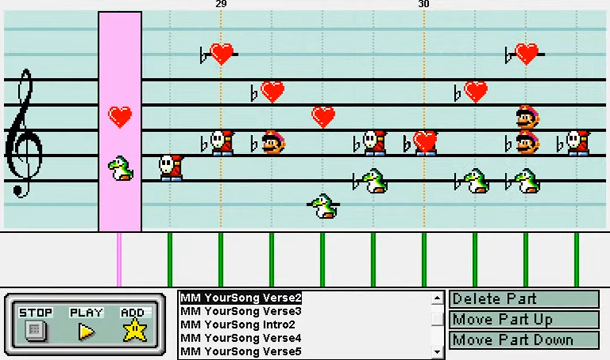 29
30
STOP
PLAY
ADD
MM YourSong Verse2
MM YourSong Verse3
MM YourSong Intro2
MM YourSong Verse4
MM YourSong Verse5
Delete Part
Move Part Up
Move Part Down